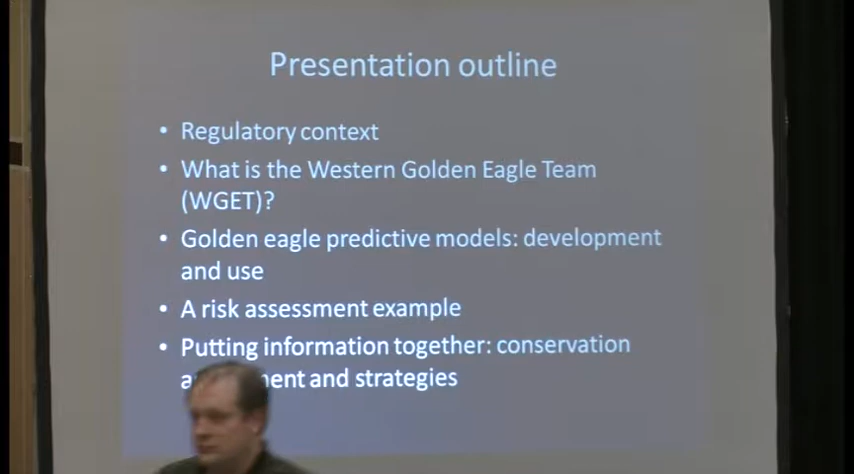 Presentation outline
• Regulatory context
• What is the Western Golden Eagle Team
(WGET)?
• Golden eagle predictive models: development
and use
• A risk assessment example
• Putting information together: conservation
and strategies